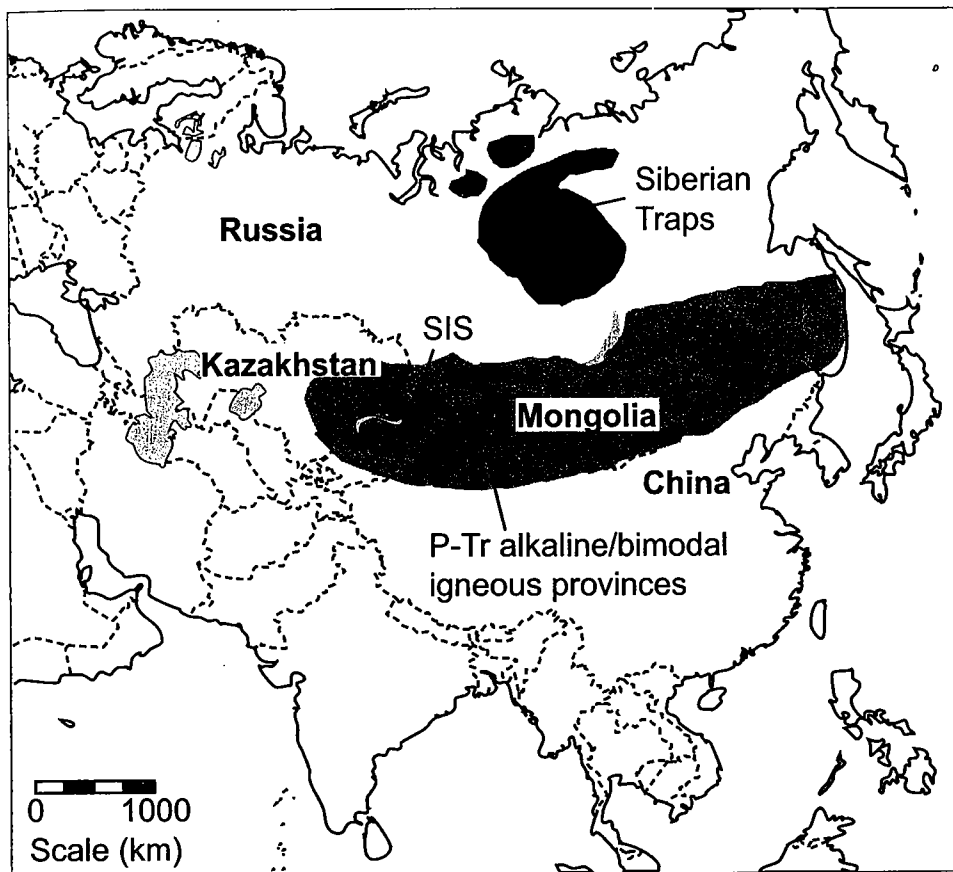 Siberian
Traps
Russia
SIS
Kazakhstan
Mongolia
China
P-Tr alkaline/bimodal
igneous provinces
0 1000
Scale (km)